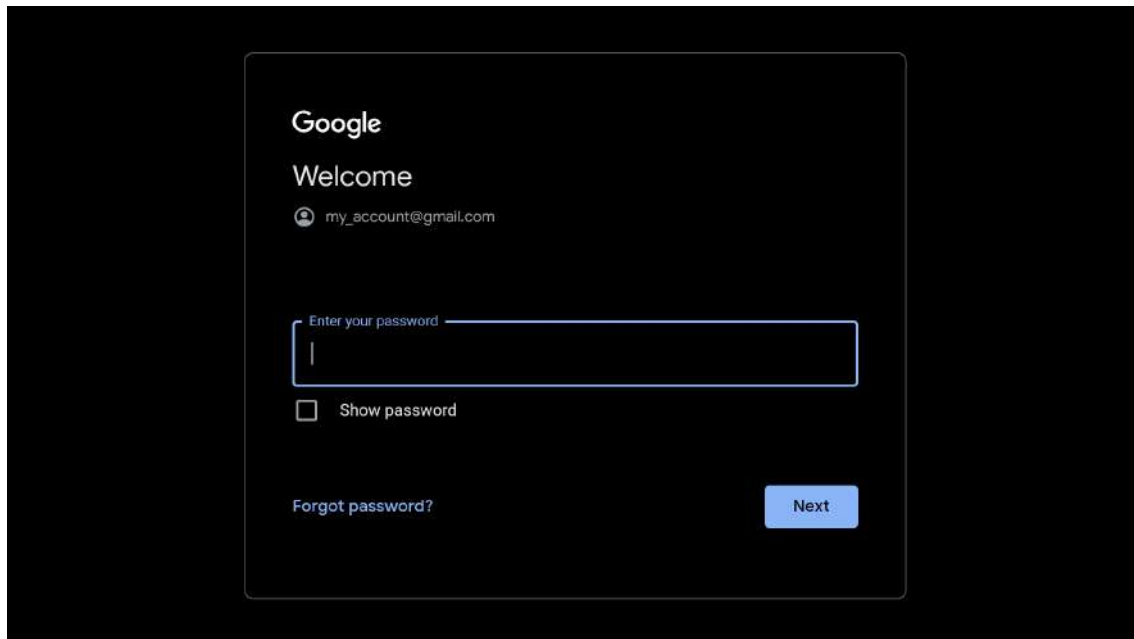 Google
Welcome
my_account@gmail.com
Enter your password
Show password
Forgot password?
Next